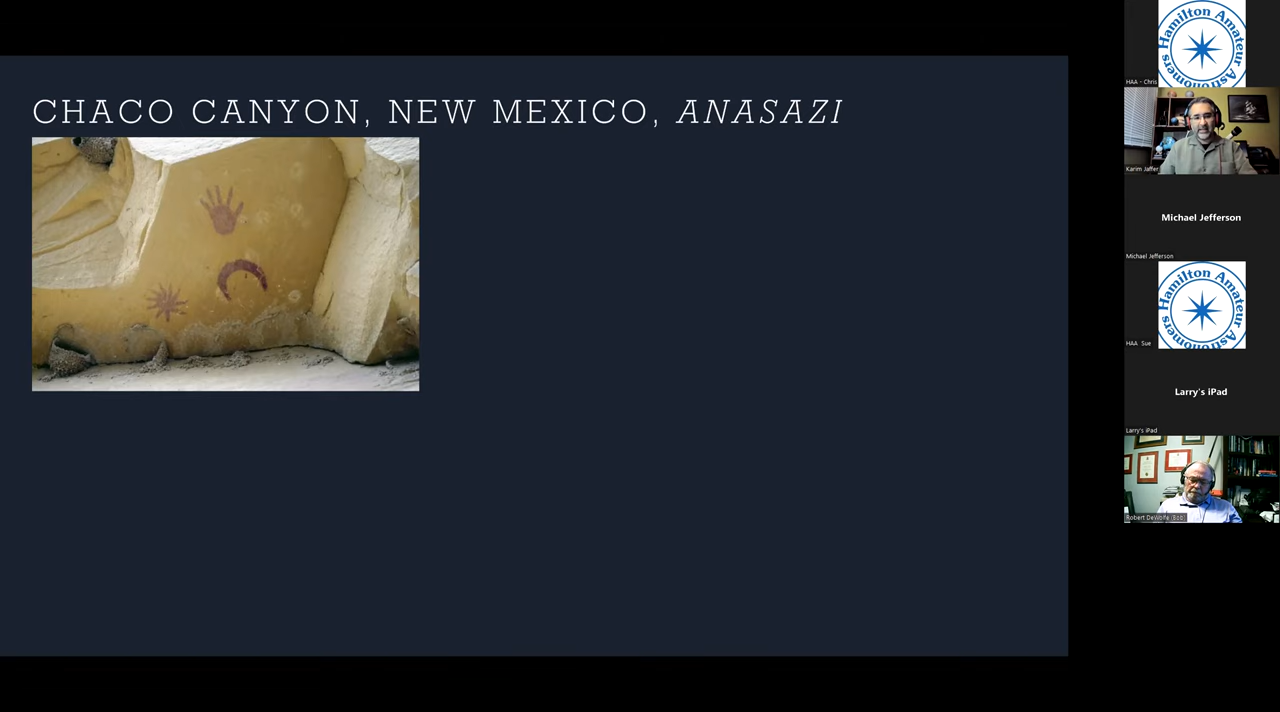 CHACO CANYON, NEW MEXICO, ANASAZI
Hamilton Amateur
Astronomers
HAA - Chris
Karim Jaffer
Michael Jefferson
Michael Jefferson
Hamilton Amateur
Astronomers
HAA Sue
Larry's iPad
Larry's iPad
Robert DeWolfe (Bob)